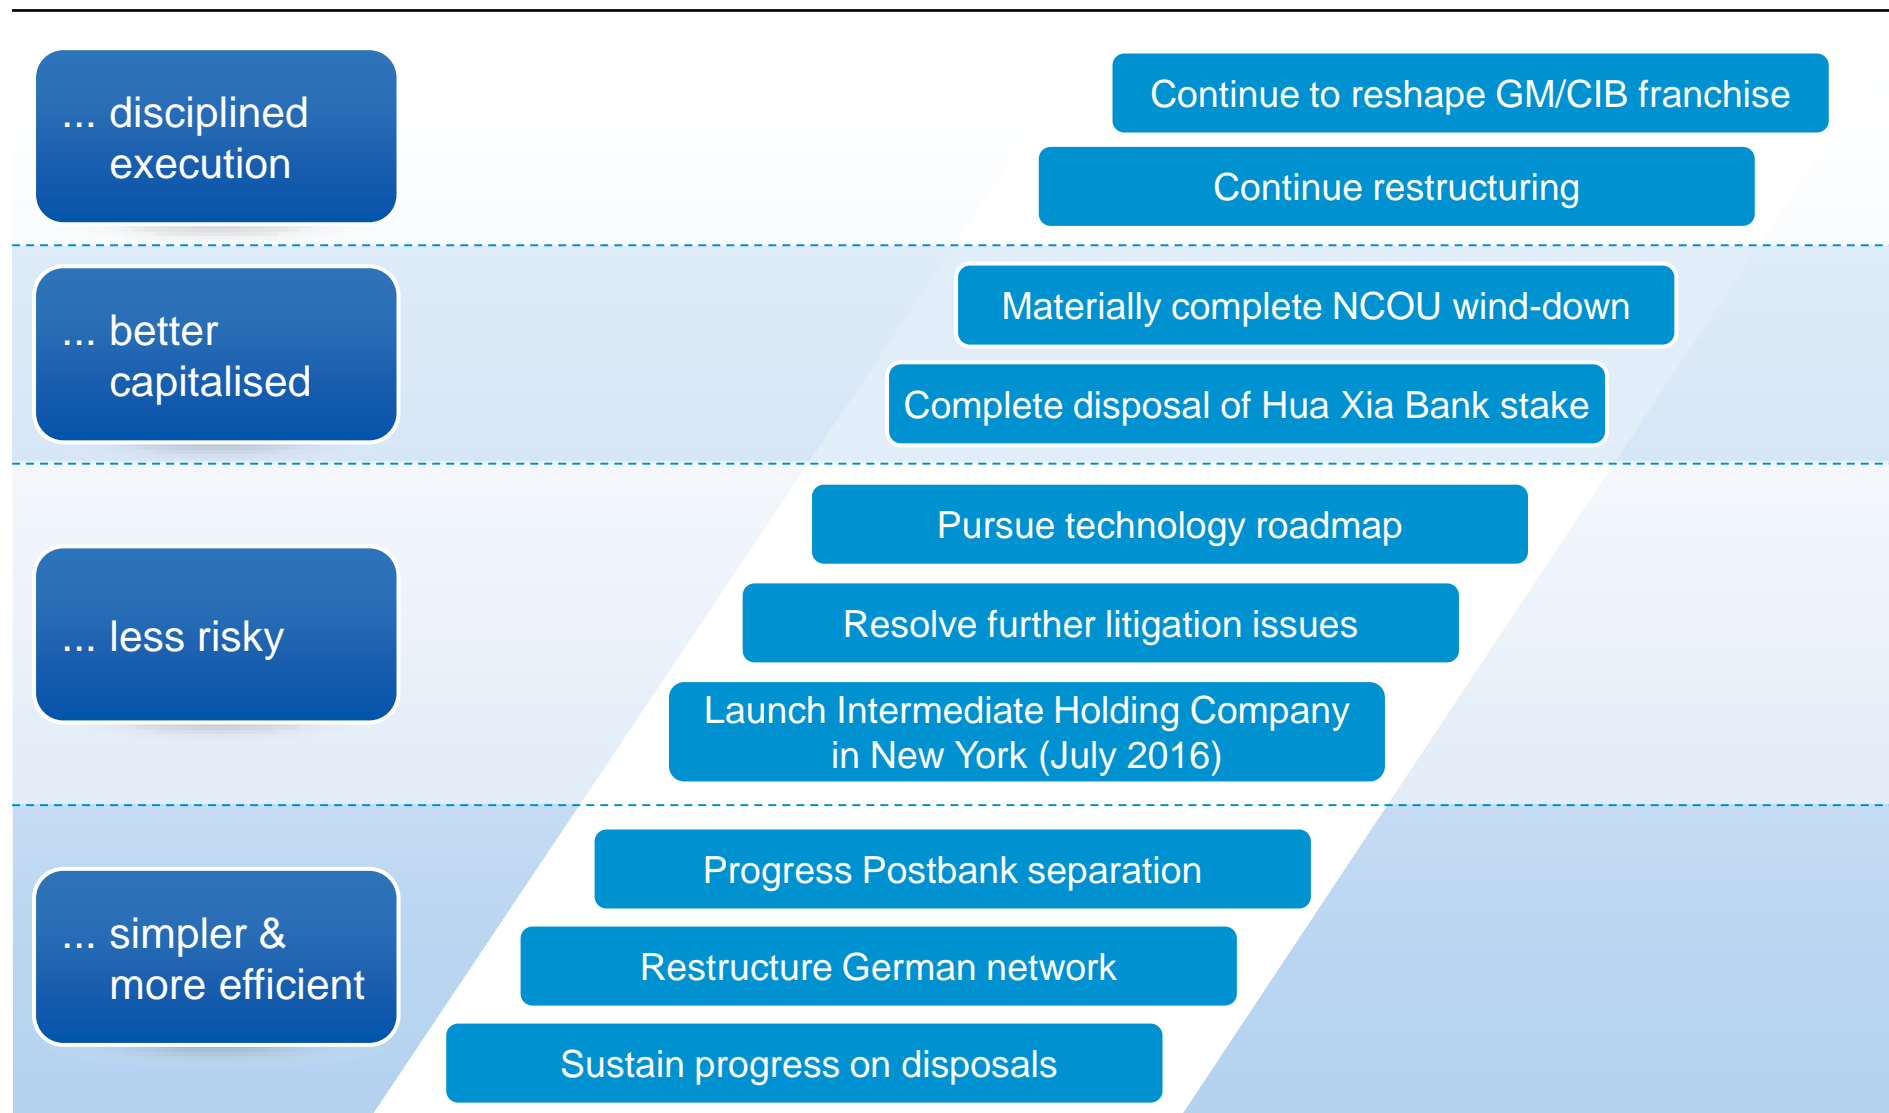 ... disciplined
execution
Continue to reshape GM/CIB franchise
Continue restructuring
... better
capitalised
Materially complete NCOU wind-down
Complete disposal of Hua Xia Bank stake
... less risky
Pursue technology roadmap
Resolve further litigation issues
Launch Intermediate Holding Company
in New York (July 2016)
... simpler &
more efficient
Progress Postbank separation
Restructure German network
Sustain progress on disposals